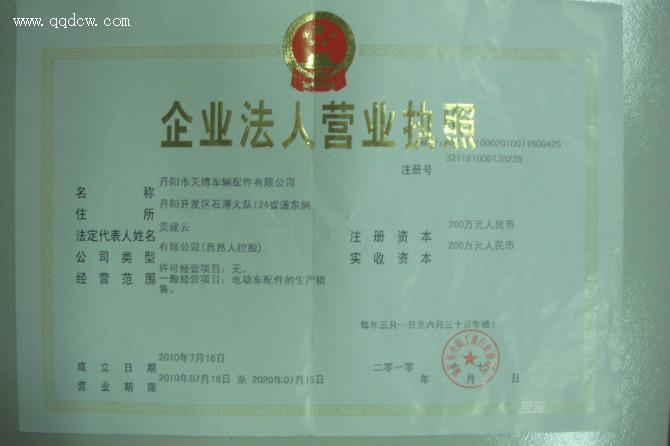 www.qqdcw.com
企业法人营业执照
注册号
321181000135235
名称 丹阳市天博车辆配件有限公司
住所 丹阳开发区石潭大队124省道东侧
法定代表人姓名 贡建云
公司类型 有限公司(自然人控股)
经营范围 许可经营项目：无。
一般经营项目：电动车配件的生产销
售。
注册资本 200万元人民币
实收资本 200万元人民币
每年三月一日至六月三十日年检！
成立日期 2010年7月16日
营业期限 2010年07月16日 至 2020年07月15日
二〇一〇年 月 日